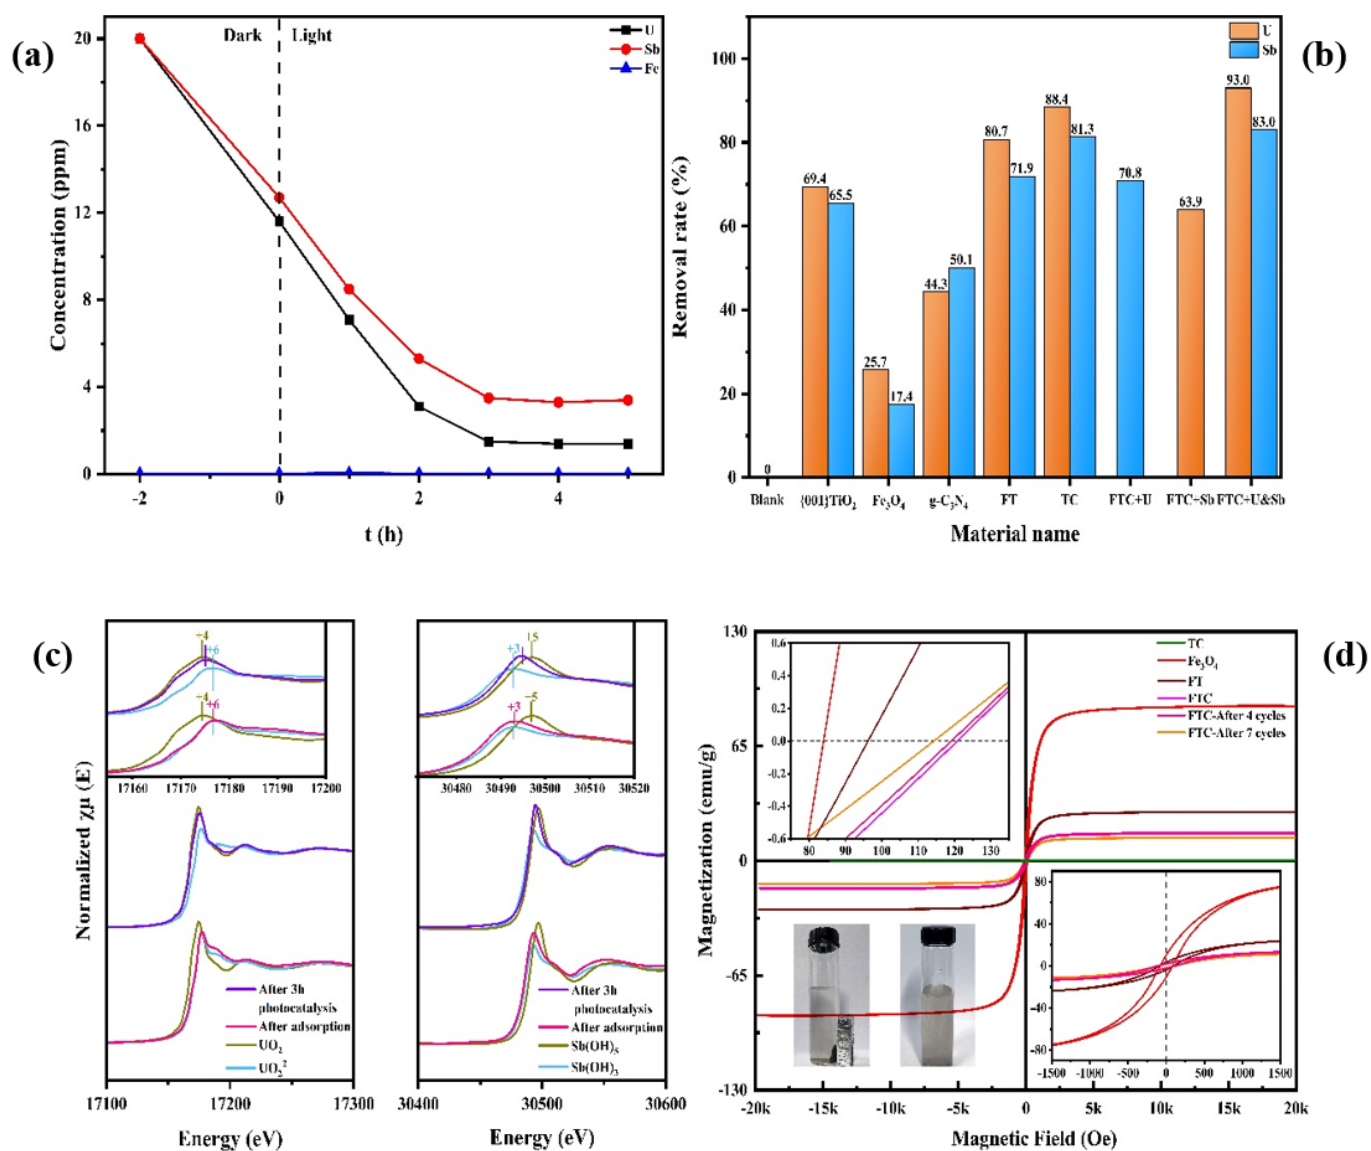 (a)
Dark
Light
U
Sb
Fe
20
16
12
8
4
0
-2
0
2
4
Concentration (ppm)
t (h)
(b)
U
Sb
100
80
60
40
20
0
Removal rate (%)
0
69.4
65.5
25.7
17.4
44.3
50.1
80.7
71.9
88.4
81.3
70.8
63.9
93.0
83.0
Blank
{001}TiO₂
Fe₃O₄
g-C₃N₄
FT
TC
FTC+U
FTC+Sb
FTC+U&Sb
Material name
(c)
+4
+6
+4
+6
17160 17170 17180 17190 17200
+3
+5
+3
+5
30480 30490 30500 30510 30520
Normalized χμ (E)
After 3h
photocatalysis
After adsorption
UO₂
UO₂²
17100 17200 17300
Energy (eV)
After 3h
photocatalysis
After adsorption
Sb(OH)₅
Sb(OH)₃
30400 30500 30600
Energy (eV)
(d)
TC
Fe₃O₄
FT
FTC
FTC-After 4 cycles
FTC-After 7 cycles
130
65
0
-65
-130
Magnetization (emu/g)
0.6
0.4
0.2
0.0
-0.2
-0.4
-0.6
80 90 100 110 120 130
80
40
0
-40
-80
-1500 -1000 -500 0 500 1000 1500
-20k -15k -10k -5k 0 5k 10k 15k 20k
Magnetic Field (Oe)